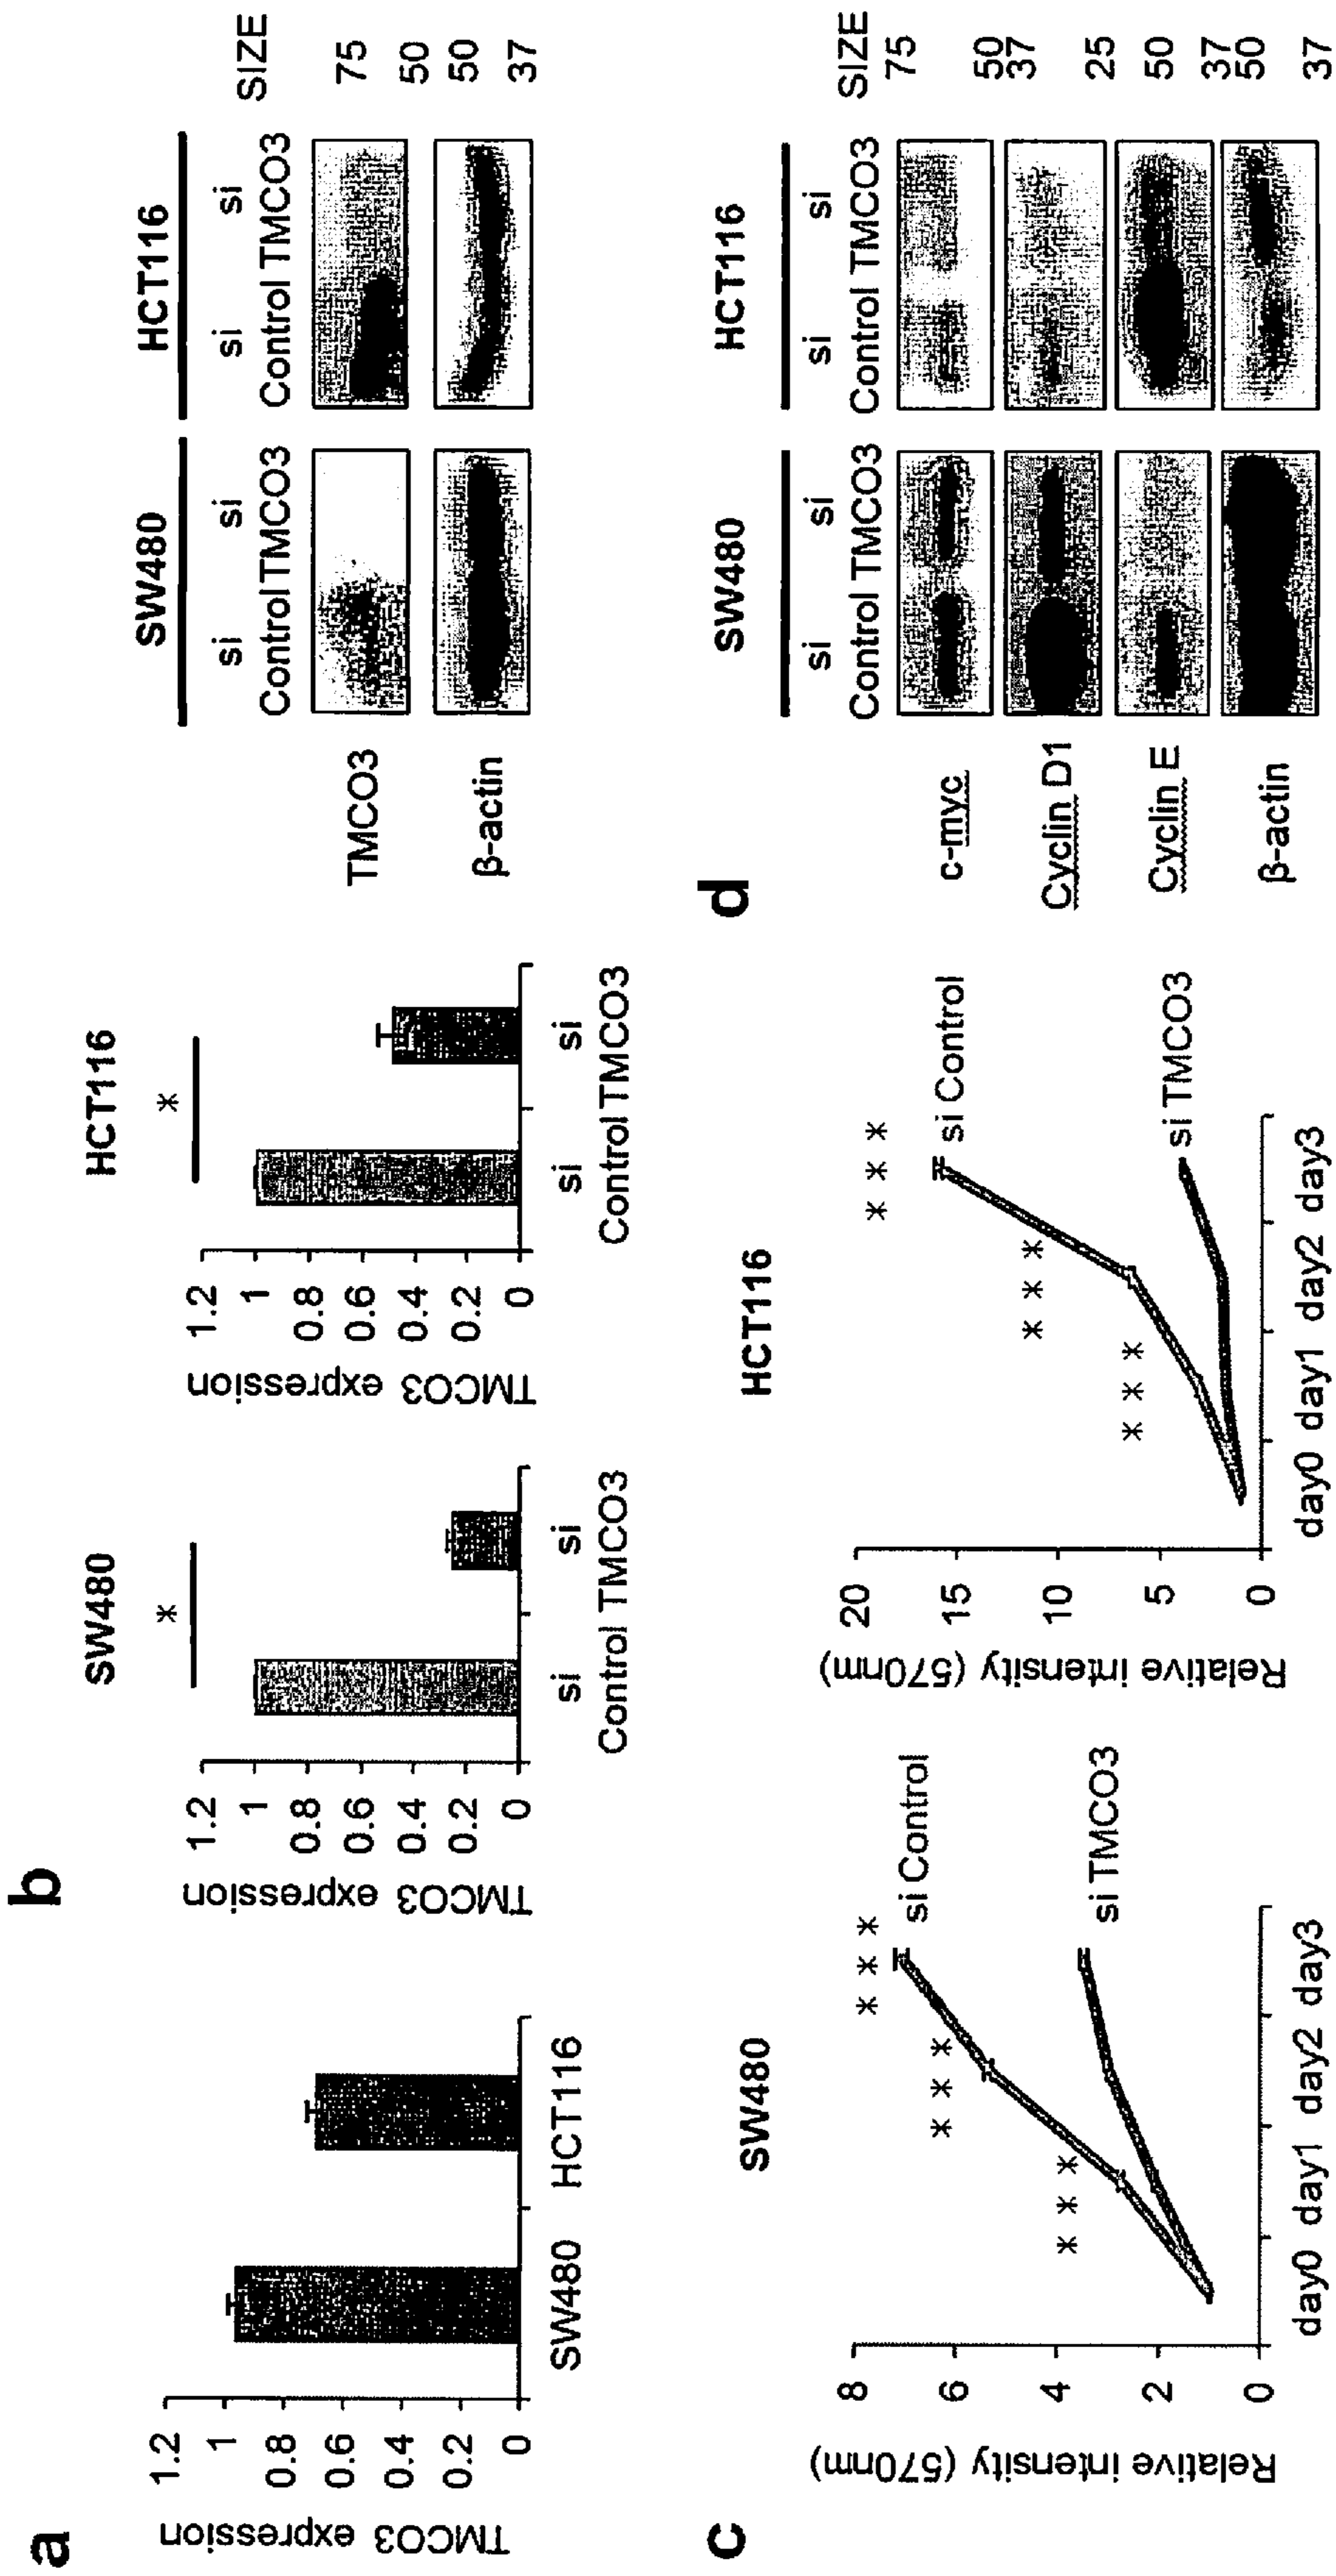 a
TMCO3 expression
1.2
1
0.8
0.6
0.4
0.2
0
SW480 HCT116
b
SW480
*
TMCO3 expression
1.2
1
0.8
0.6
0.4
0.2
0
si si
Control TMCO3
HCT116
*
TMCO3 expression
1.2
1
0.8
0.6
0.4
0.2
0
si si
Control TMCO3
SW480 HCT116
si si si si SIZE
Control TMCO3 Control TMCO3
TMCO3 75
50
β-actin 50
37
c
SW480
Relative intensity (570nm)
8
6
4
2
0
* * *
* * *
* * *
si Control
si TMCO3
day0 day1 day2 day3
HCT116
Relative intensity (570nm)
20
15
10
5
0
* * *
* * *
* * *
si Control
si TMCO3
day0 day1 day2 day3
d
SW480 HCT116
si si si si
Control TMCO3 Control TMCO3 SIZE
c-myc 75
50
Cyclin D1 37
25
Cyclin E 50
37
β-actin 50
37